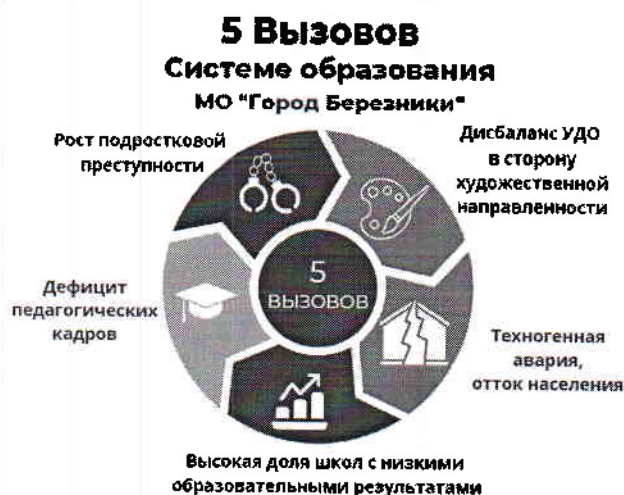 5 Вызовов
Системе образования
МО "Город Березники"
Рост подростковой
преступности
Дисбаланс УДО
в сторону
художественной
направленности
5
ВЫЗОВОВ
Дефицит
педагогических
кадров
Техногенная
авария,
отток населения
Высокая доля школ с низкими
образовательными результатами